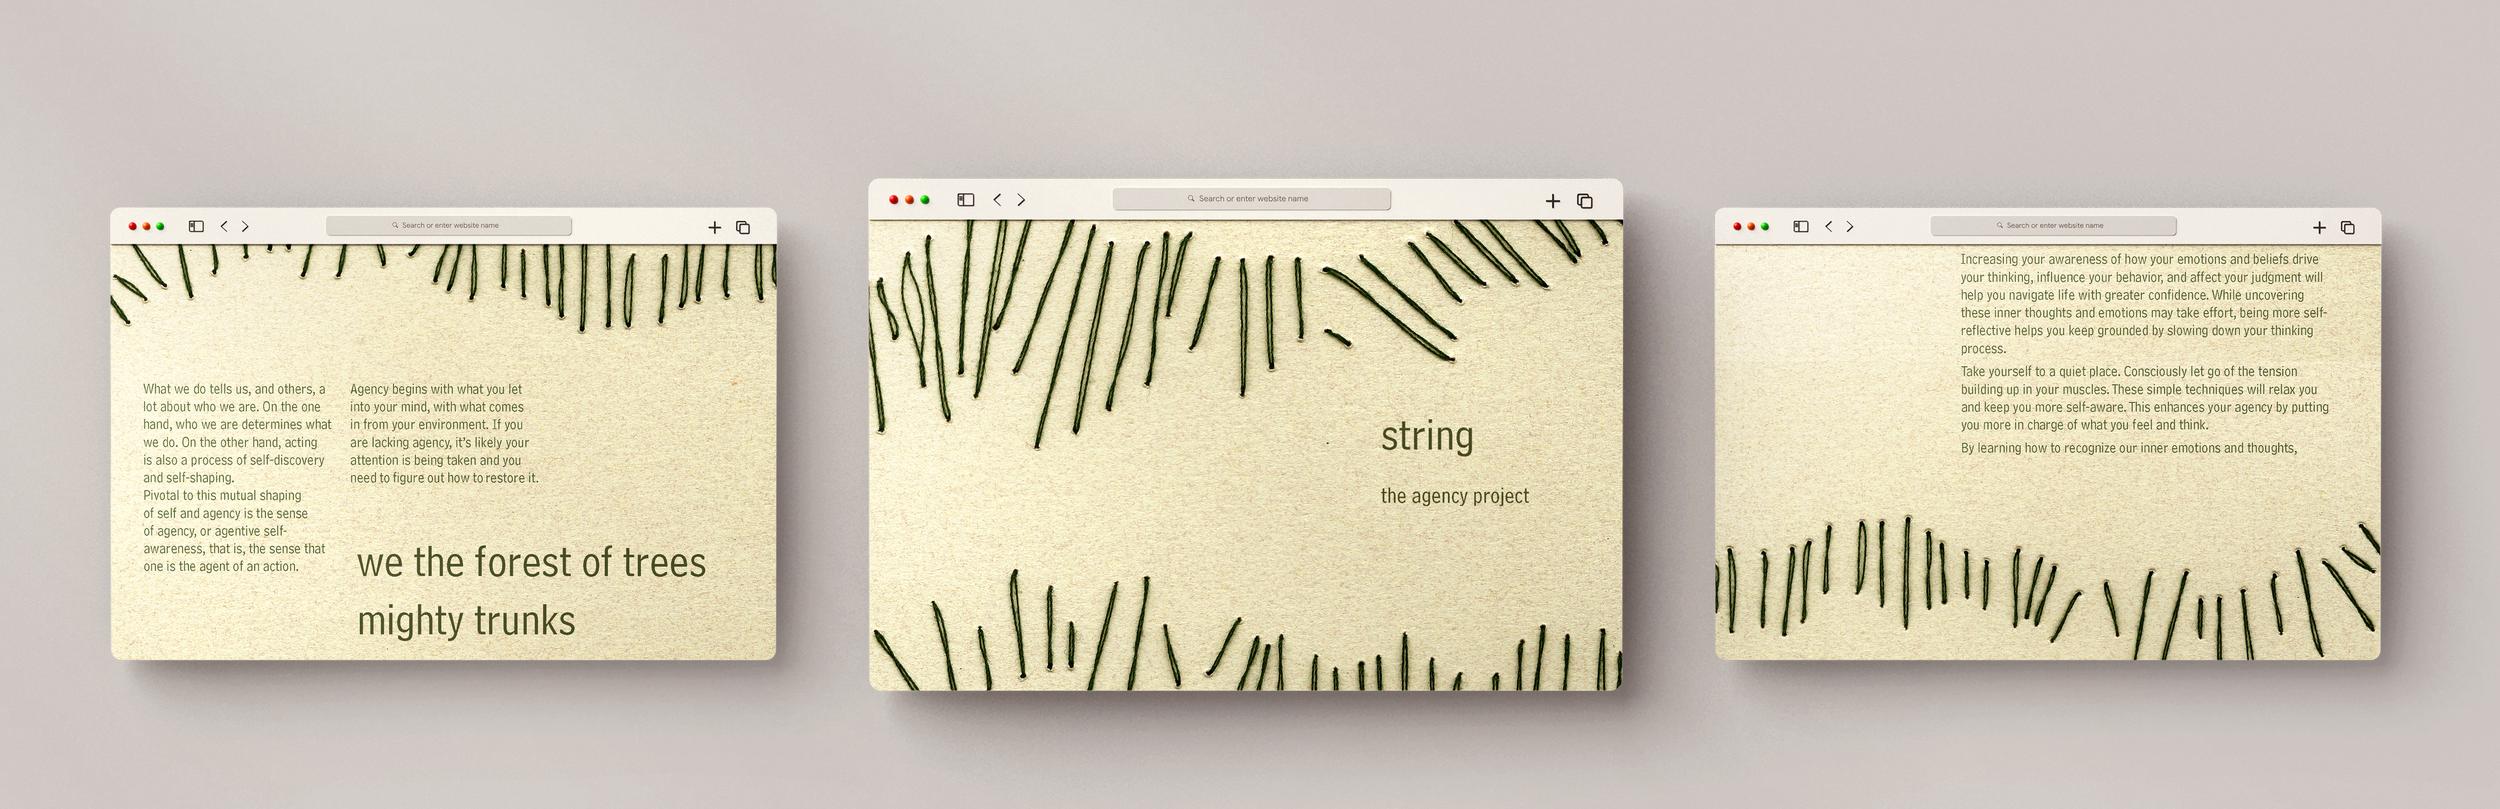 Search or enter website name
What we do tells us, and others, a
lot about who we are. On the one
hand, who we are determines what
we do. On the other hand, acting
is also a process of self-discovery
and self-shaping.
Pivotal to this mutual shaping
of self and agency is the sense
of agency, or agentive self-
awareness, that is, the sense that
one is the agent of an action.
Agency begins with what you let
into your mind, with what comes
in from your environment. If you
are lacking agency, it’s likely your
attention is being taken and you
need to figure out how to restore it.
we the forest of trees
mighty trunks
Search or enter website name
string
the agency project
Search or enter website name
Increasing your awareness of how your emotions and beliefs drive
your thinking, influence your behavior, and affect your judgment will
help you navigate life with greater confidence. While uncovering
these inner thoughts and emotions may take effort, being more self-
reflective helps you keep grounded by slowing down your thinking
process.
Take yourself to a quiet place. Consciously let go of the tension
building up in your muscles. These simple techniques will relax you
and keep you more self-aware. This enhances your agency by putting
you more in charge of what you feel and think.
By learning how to recognize our inner emotions and thoughts,